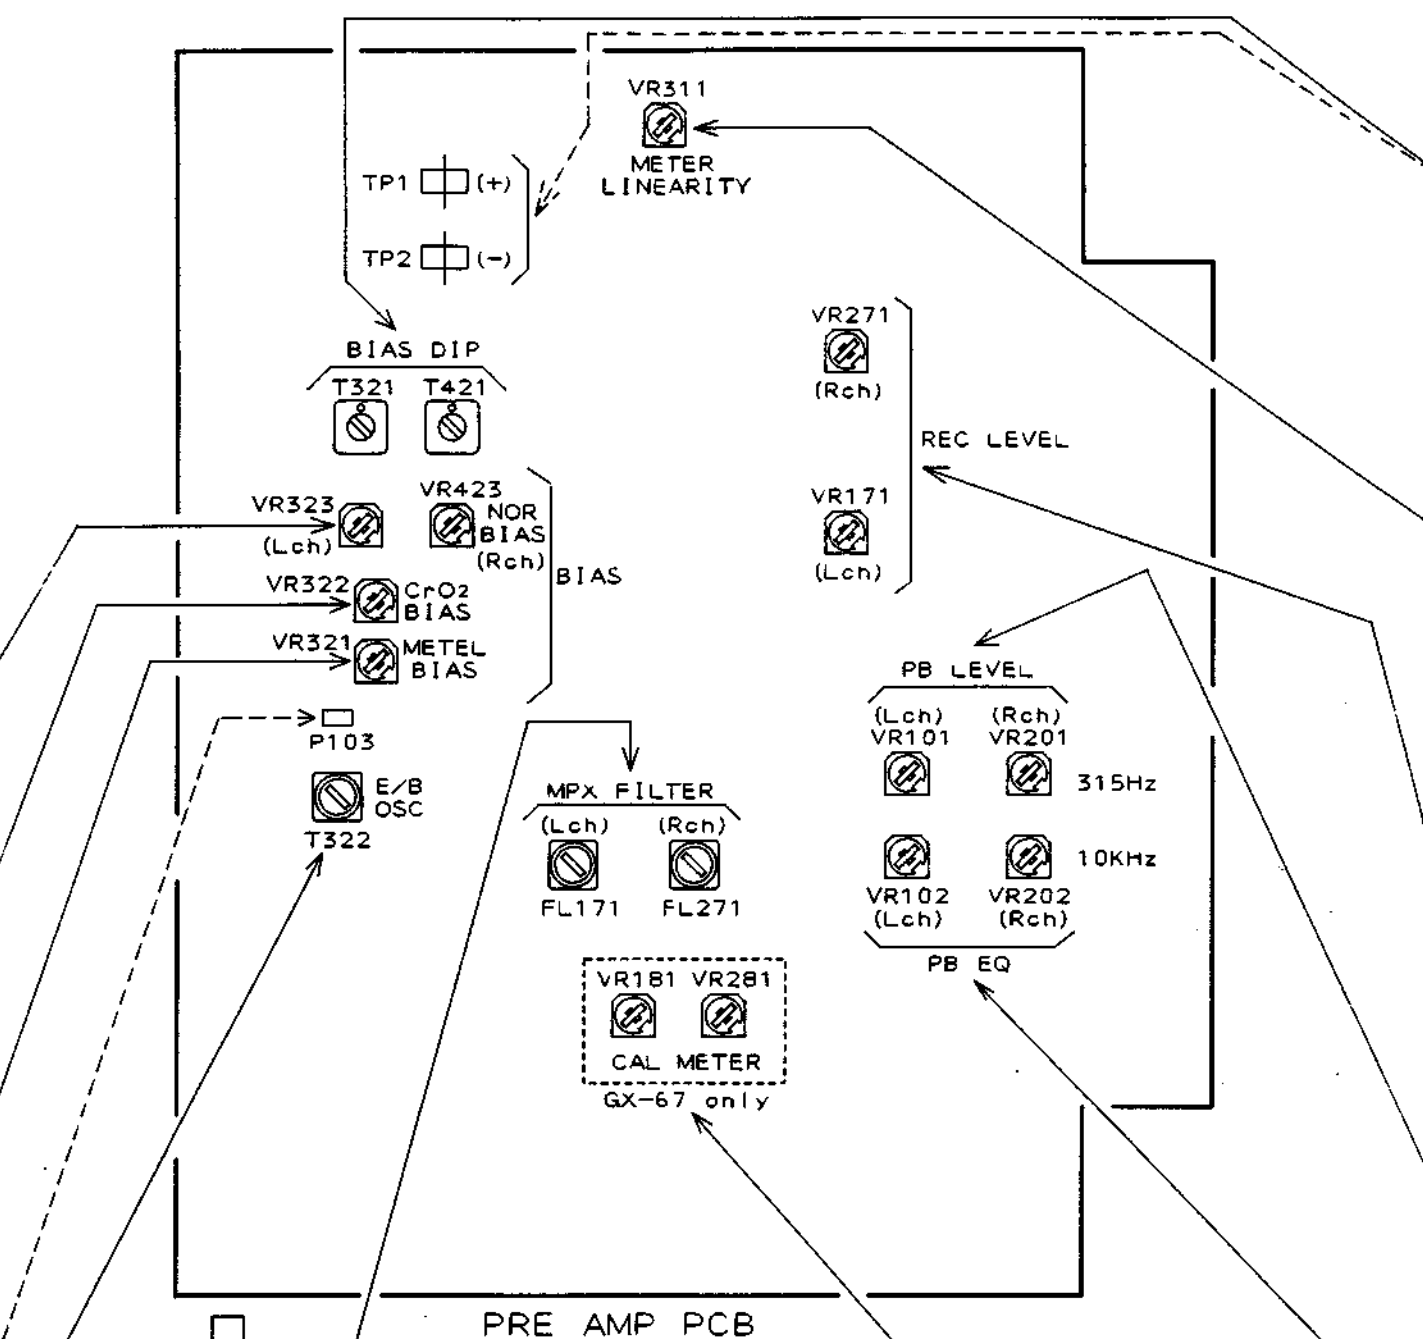 VR311
METER
LINEARITY
TP1 (+)
TP2 (-)
BIAS DIP
T321 T421
VR271
(Rch)
REC LEVEL
VR171
(Lch)
VR323
(Lch)
VR423
NOR
BIAS
(Rch)
BIAS
VR322
CrO2
BIAS
VR321
METEL
BIAS
P103
E/B
OSC
T322
MPX FILTER
(Lch) (Rch)
FL171 FL271
PB LEVEL
(Lch) (Rch)
VR101 VR201
315Hz
10KHz
VR102 VR202
(Lch) (Rch)
PB EQ
VR181 VR281
CAL METER
GX-67 only
PRE AMP PCB